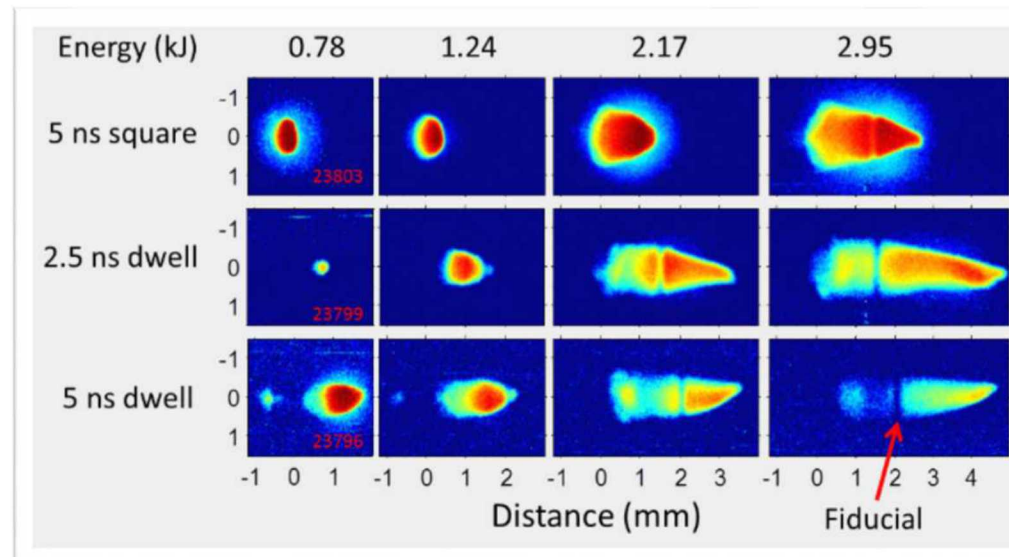 Energy (kJ) 0.78 1.24 2.17 2.95
-1
5 ns square 0
1 23803
-1
2.5 ns dwell 0
1 23799
-1
5 ns dwell 0
1 23796
-1 0 1 -1 0 1 2 -1 0 1 2 3 -1 0 1 2 3 4
Distance (mm) Fiducial